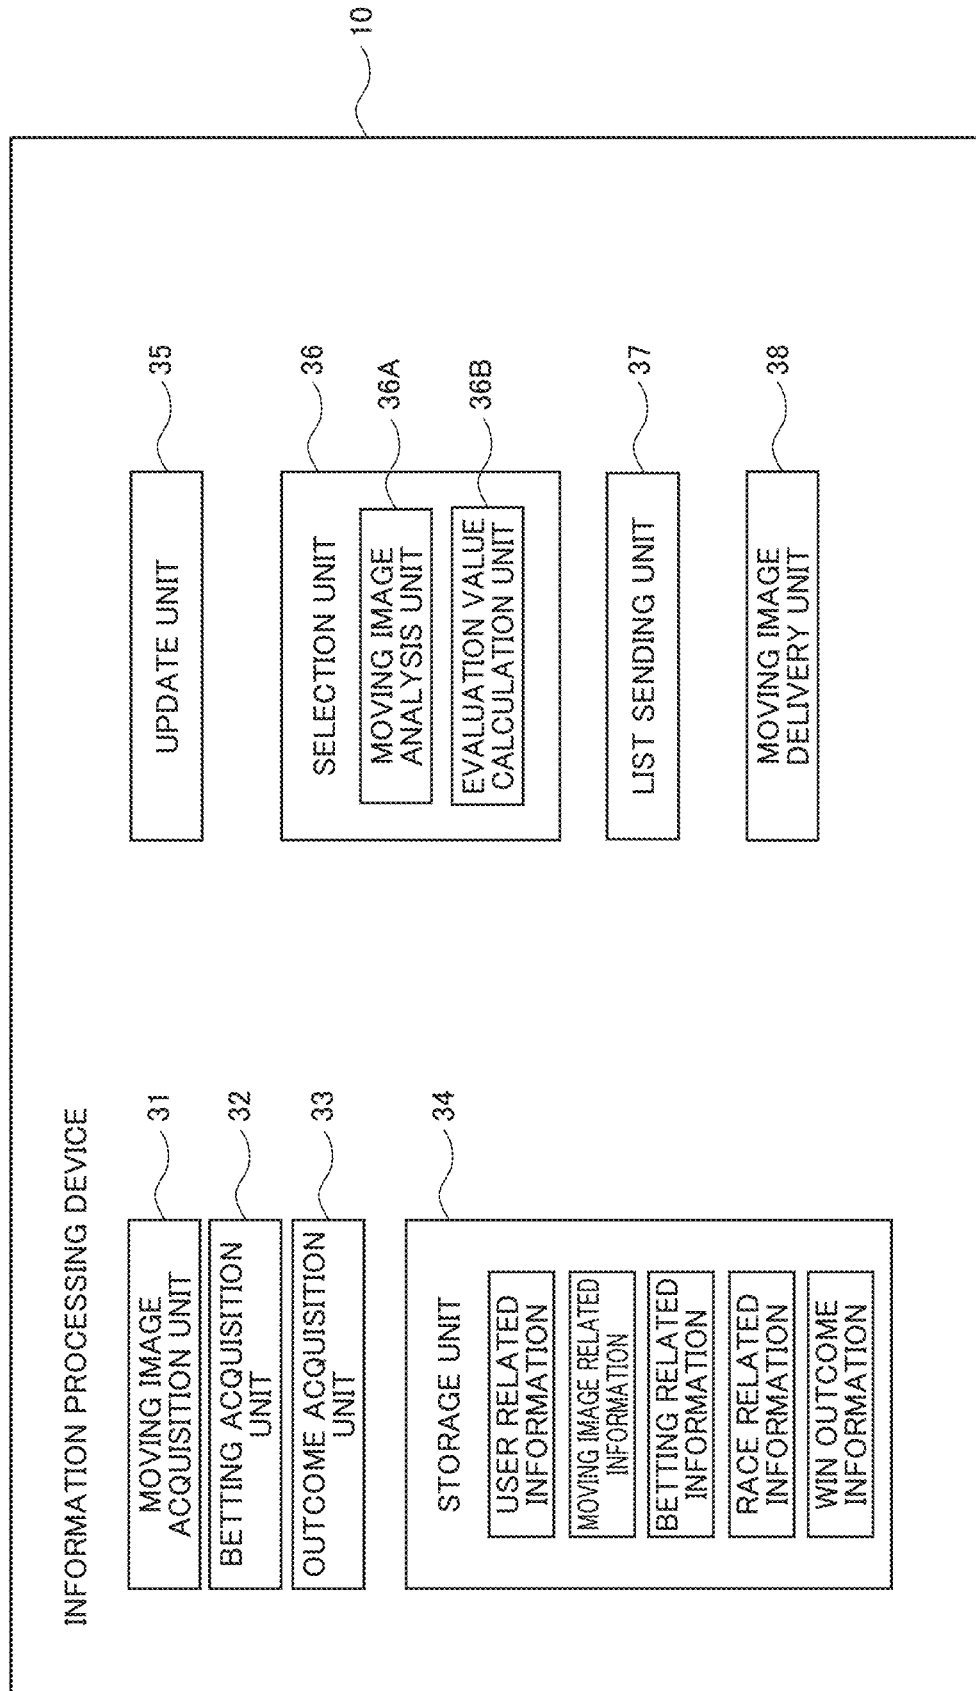 INFORMATION PROCESSING DEVICE
10
MOVING IMAGE
ACQUISITION UNIT
31
BETTING ACQUISITION
UNIT
32
OUTCOME ACQUISITION
UNIT
33
STORAGE UNIT
34
USER RELATED
INFORMATION
MOVING IMAGE RELATED
INFORMATION
BETTING RELATED
INFORMATION
RACE RELATED
INFORMATION
WIN OUTCOME
INFORMATION
UPDATE UNIT
35
SELECTION UNIT
36
MOVING IMAGE
ANALYSIS UNIT
36A
EVALUATION VALUE
CALCULATION UNIT
36B
LIST SENDING UNIT
37
MOVING IMAGE
DELIVERY UNIT
38